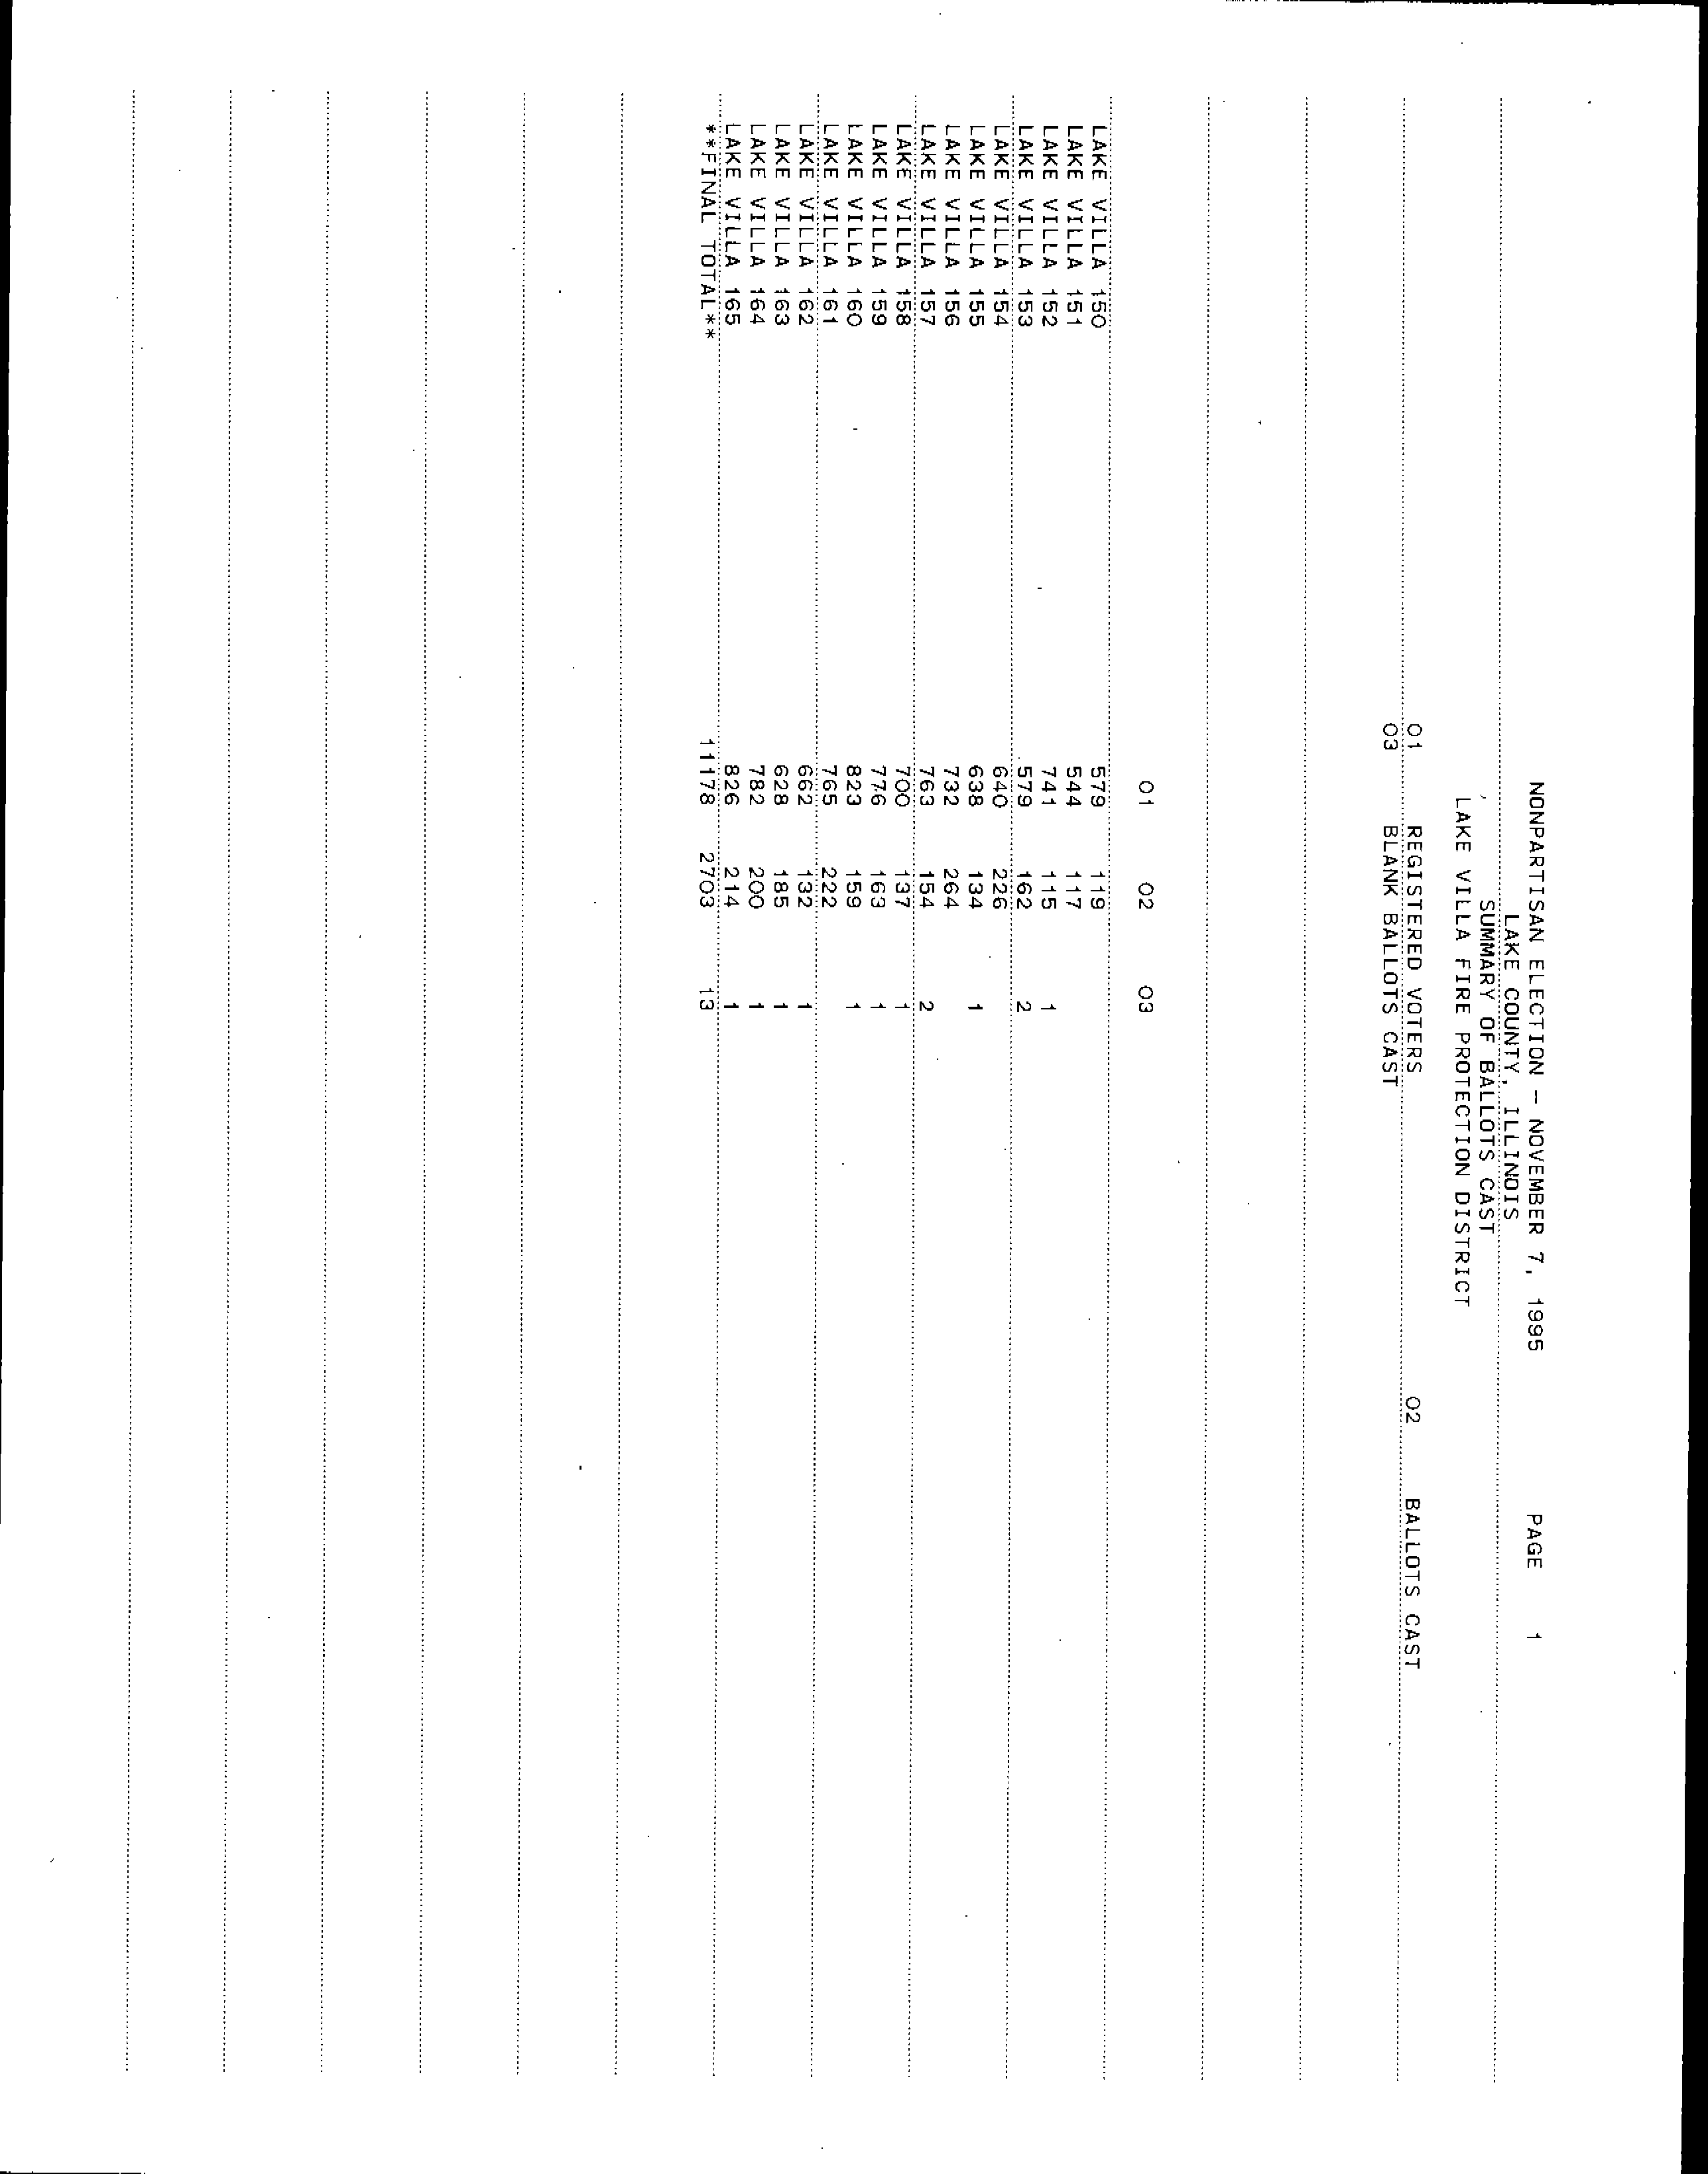 NONPARTISAN ELECTION - NOVEMBER 7, 1995 PAGE 1
LAKE COUNTY, ILLINOIS
SUMMARY OF BALLOTS CAST
LAKE VILLA FIRE PROTECTION DISTRICT
01 REGISTERED VOTERS 02 BALLOTS CAST
03 BLANK BALLOTS CAST
01 02 03
LAKE VILLA 150 579 119
LAKE VILLA 151 544 117
LAKE VILLA 152 741 115 1
LAKE VILLA 153 579 162 2
LAKE VILLA 154 640 226
LAKE VILLA 155 638 134 1
LAKE VILLA 156 732 264
LAKE VILLA 157 763 154 2
LAKE VILLA 158 700 137 1
LAKE VILLA 159 776 163 1
LAKE VILLA 160 823 159 1
LAKE VILLA 161 765 222
LAKE VILLA 162 662 132 1
LAKE VILLA 163 628 185 1
LAKE VILLA 164 782 200 1
LAKE VILLA 165 826 214 1
**FINAL TOTAL** 11178 2703 13